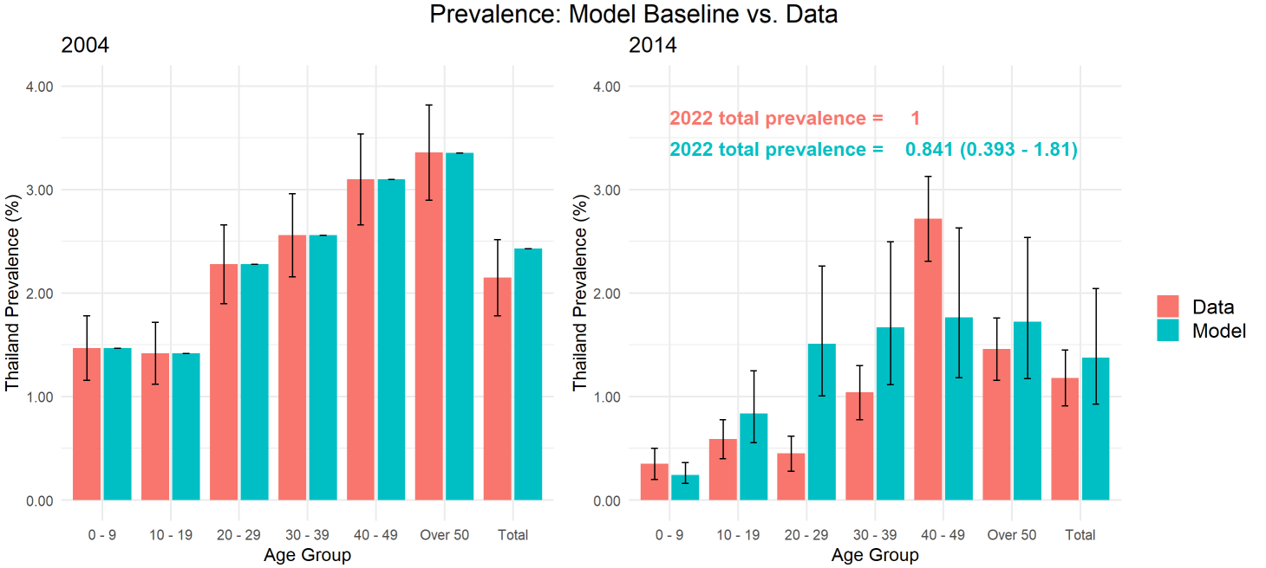 Prevalence: Model Baseline vs. Data
2004
4.00
3.00
2.00
1.00
0.00
Thailand Prevalence (%)
0 - 9 10 - 19 20 - 29 30 - 39 40 - 49 Over 50 Total
Age Group
2014
2022 total prevalence = 1
2022 total prevalence = 0.841 (0.393 - 1.81)
4.00
3.00
2.00
1.00
0.00
Thailand Prevalence (%)
0 - 9 10 - 19 20 - 29 30 - 39 40 - 49 Over 50 Total
Age Group
Data
Model